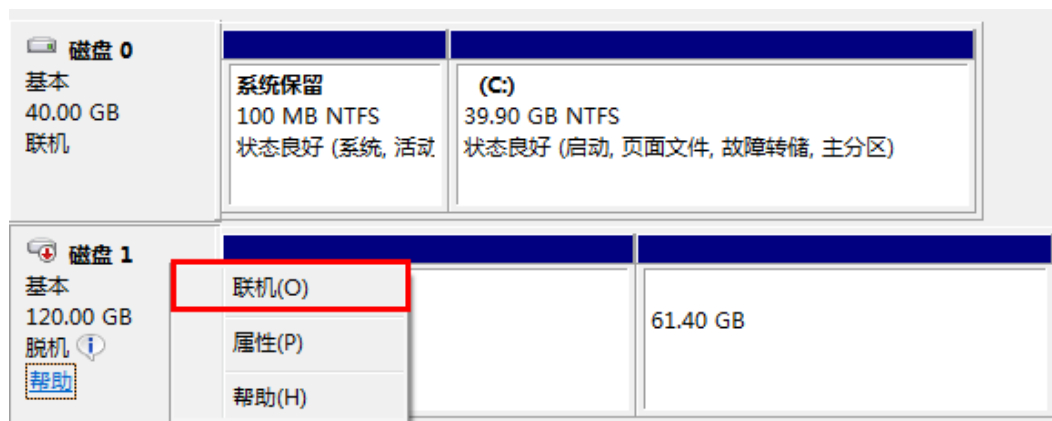 磁盘 0
基本
40.00 GB
联机
系统保留
100 MB NTFS
状态良好 (系统, 活动
(C:)
39.90 GB NTFS
状态良好 (启动, 页面文件, 故障转储, 主分区)
磁盘 1
基本
120.00 GB
脱机
帮助
联机(O)
属性(P)
帮助(H)
61.40 GB